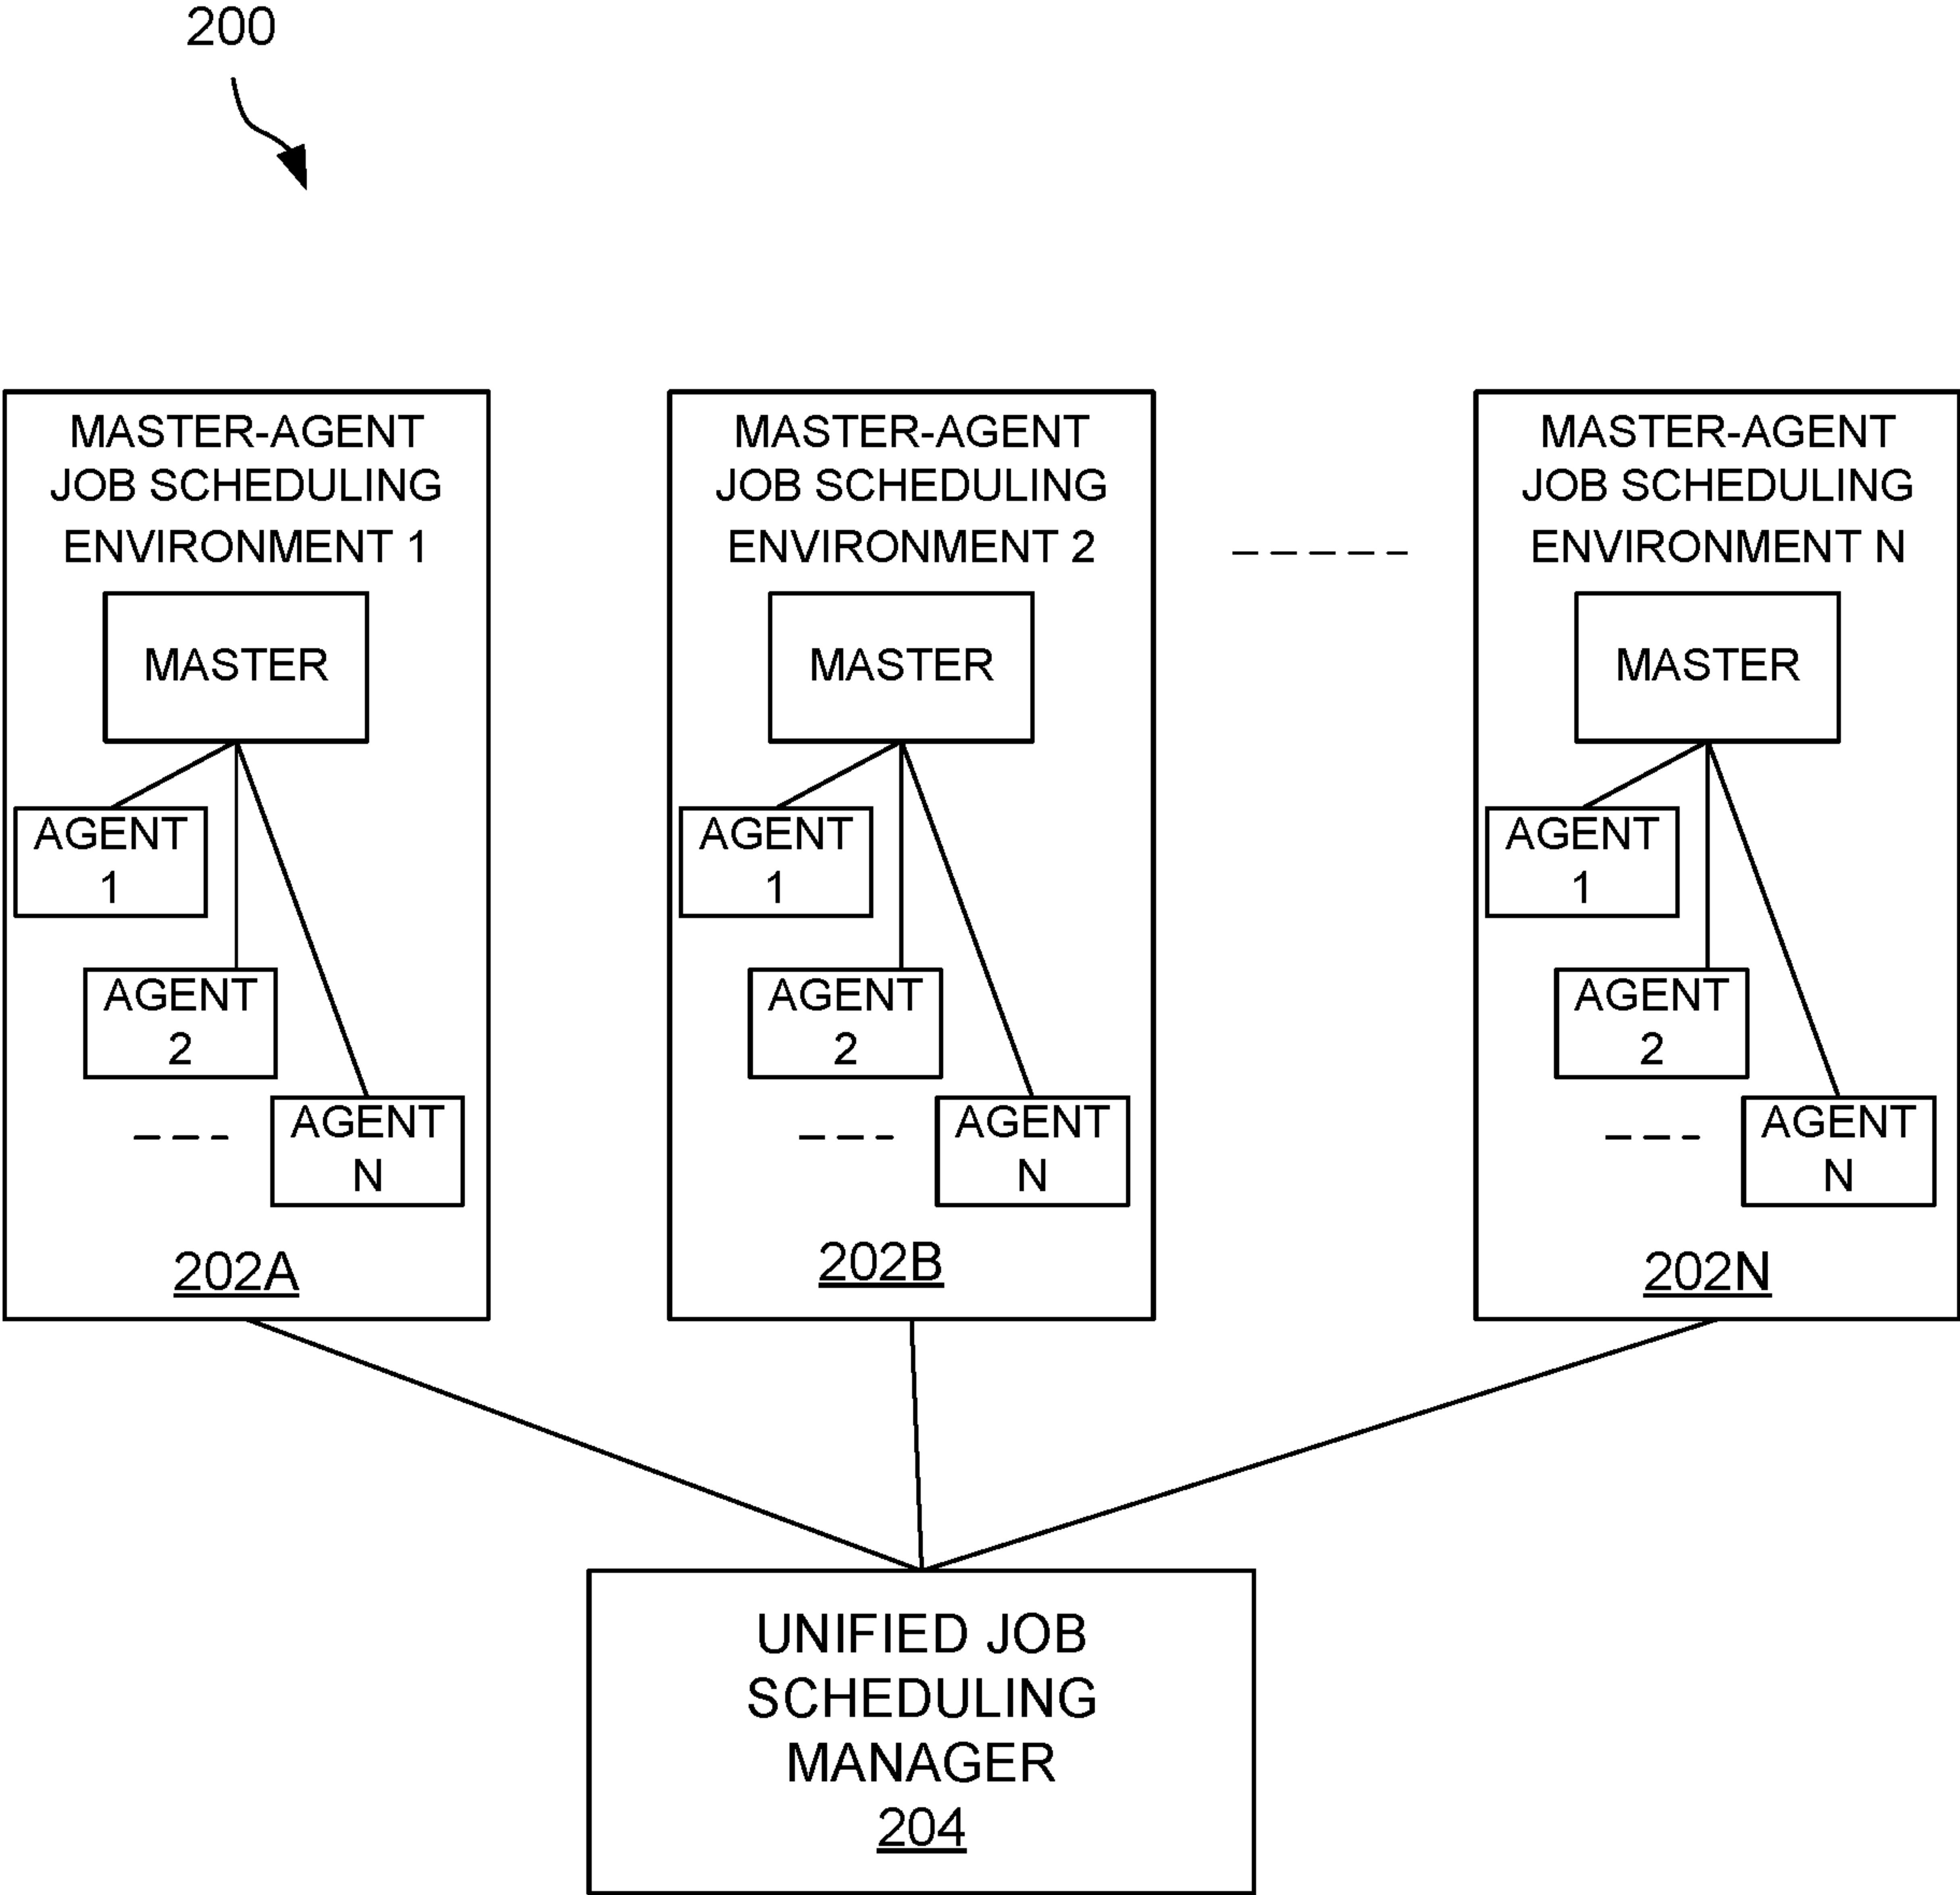 200
MASTER-AGENT
JOB SCHEDULING
ENVIRONMENT 1
MASTER
AGENT
1
AGENT
2
AGENT
N
202A
MASTER-AGENT
JOB SCHEDULING
ENVIRONMENT 2
MASTER
AGENT
1
AGENT
2
AGENT
N
202B
MASTER-AGENT
JOB SCHEDULING
ENVIRONMENT N
MASTER
AGENT
1
AGENT
2
AGENT
N
202N
UNIFIED JOB
SCHEDULING
MANAGER
204